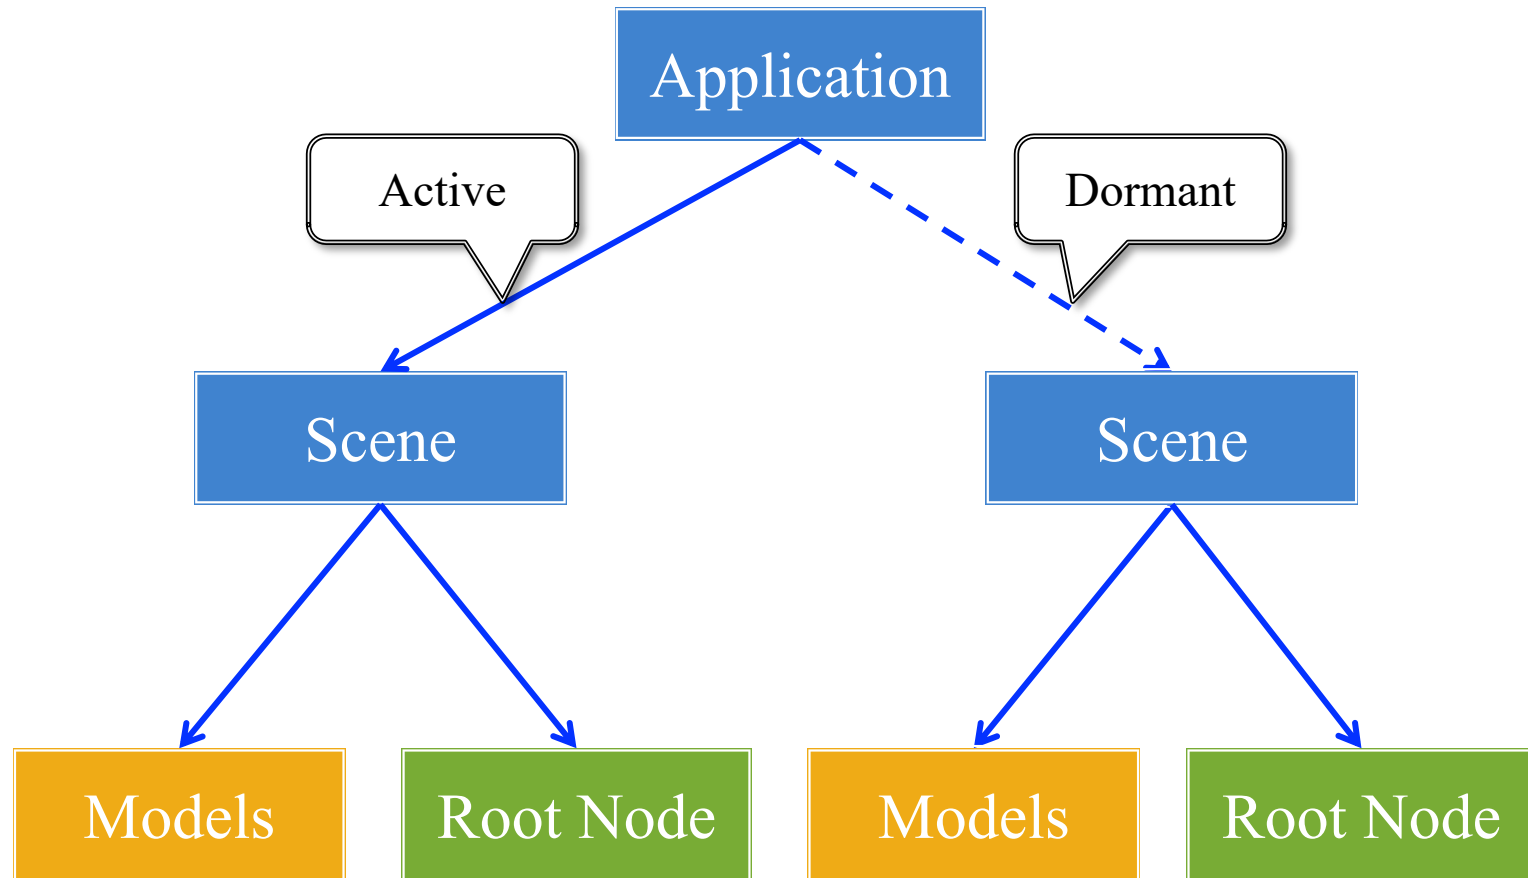 Application
Active
Dormant
Scene
Scene
Models
Root Node
Models
Root Node